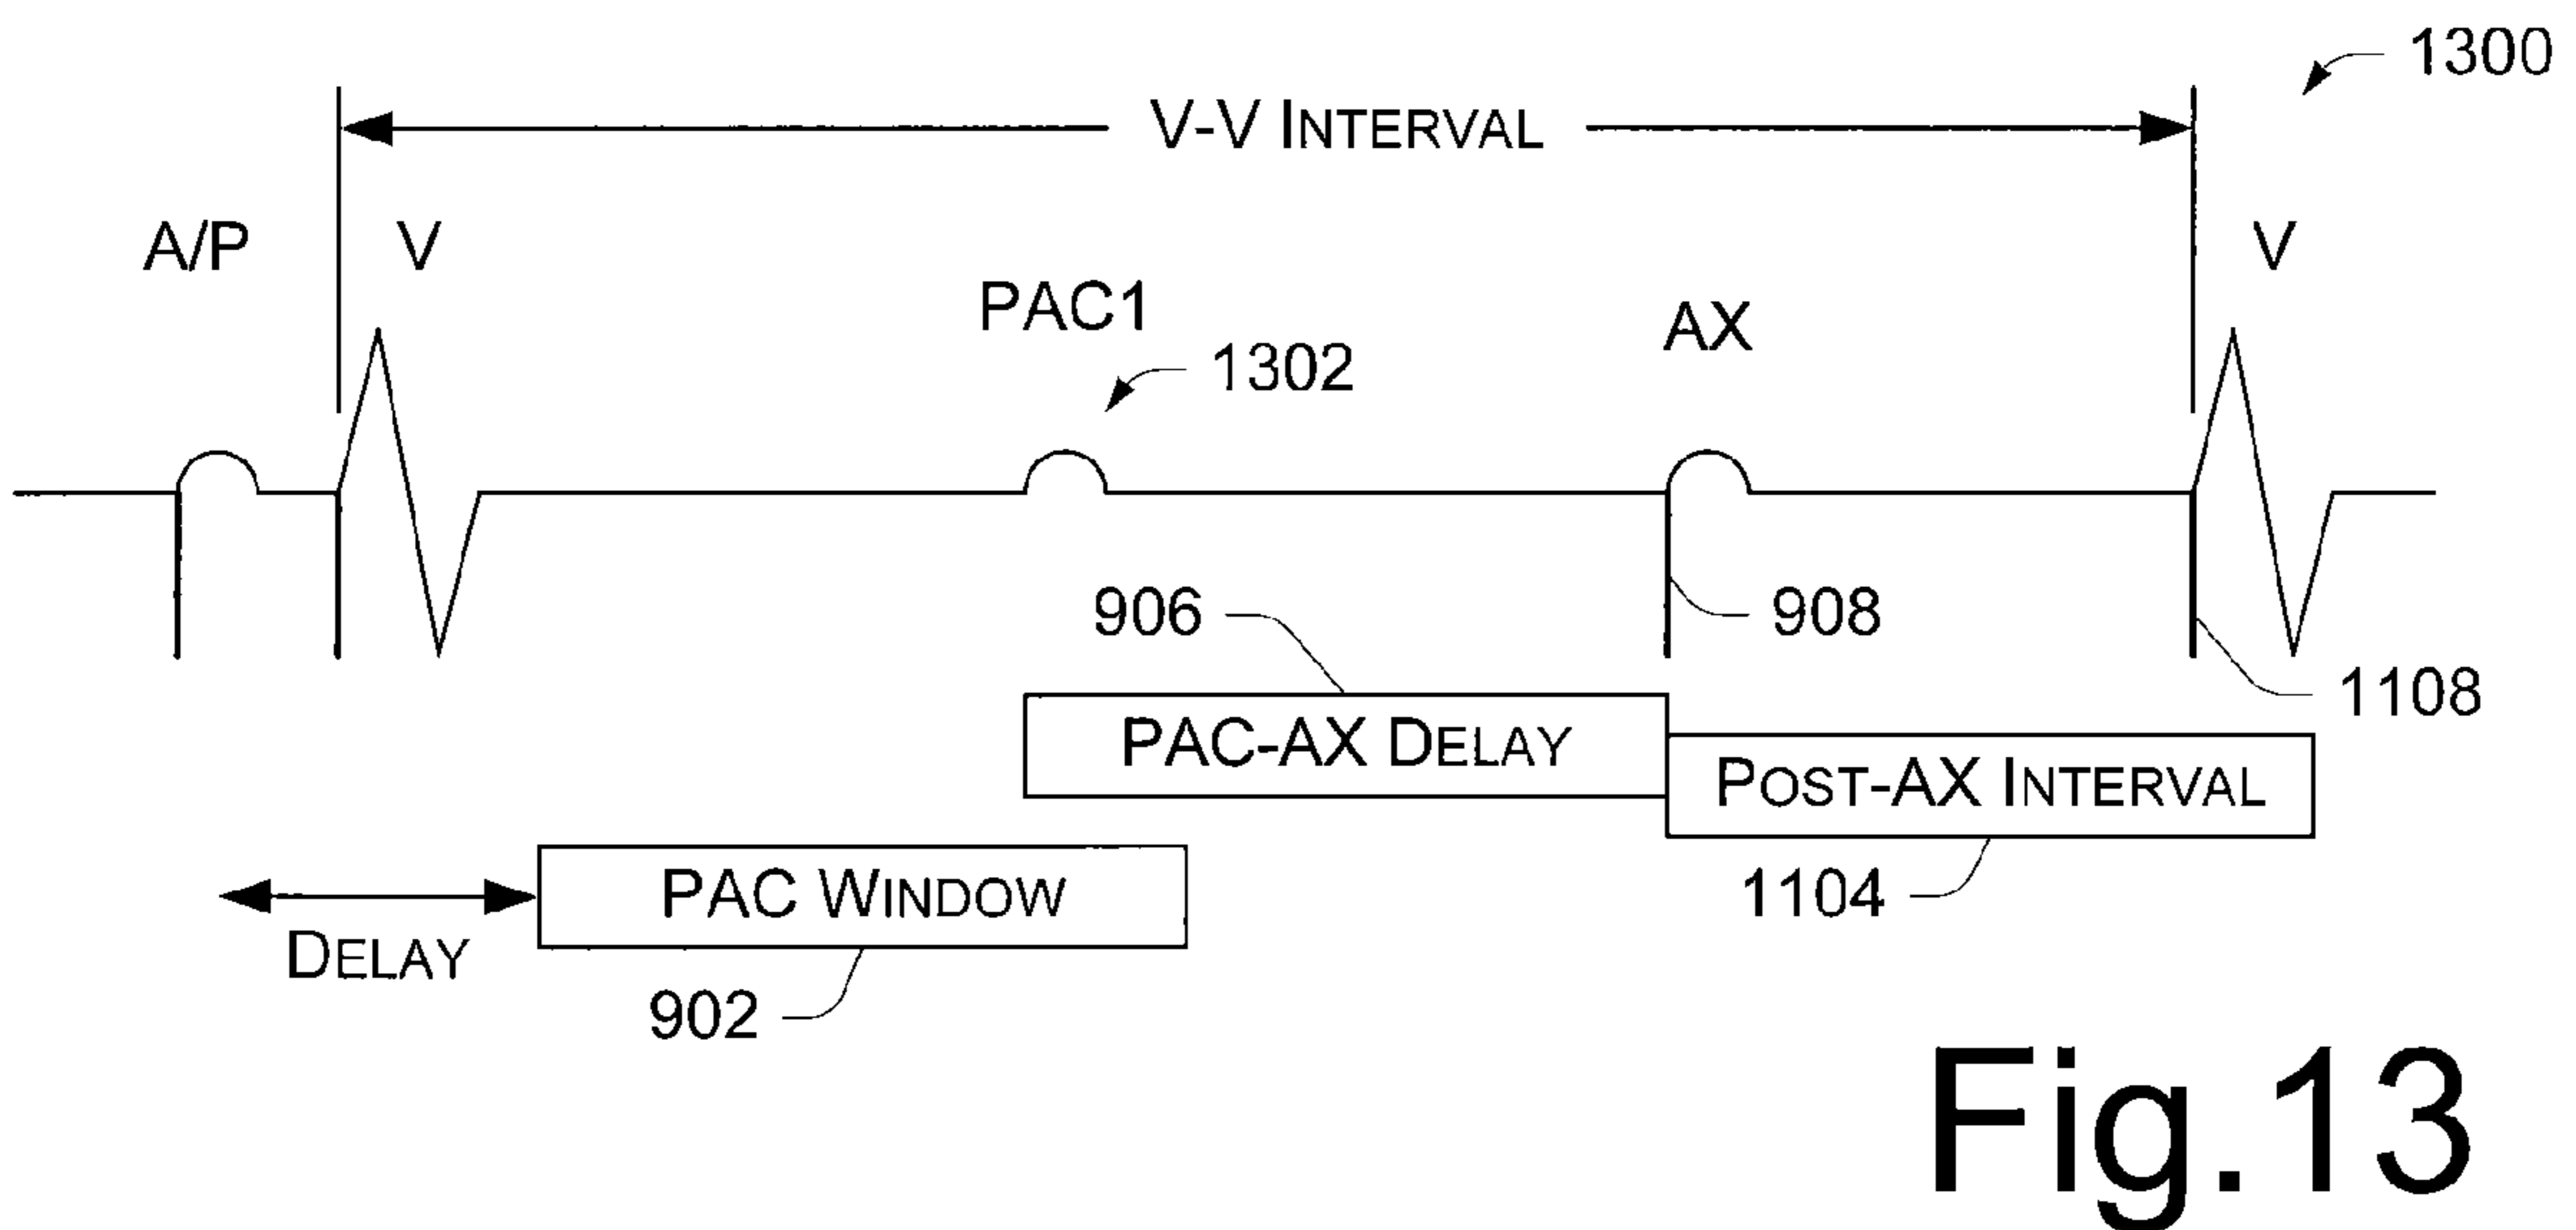 1300
V-V INTERVAL
A/P
V
V
PAC1
AX
1302
906
908
1108
PAC-AX DELAY
POST-AX INTERVAL
1104
PAC WINDOW
DELAY
902
Fig.13